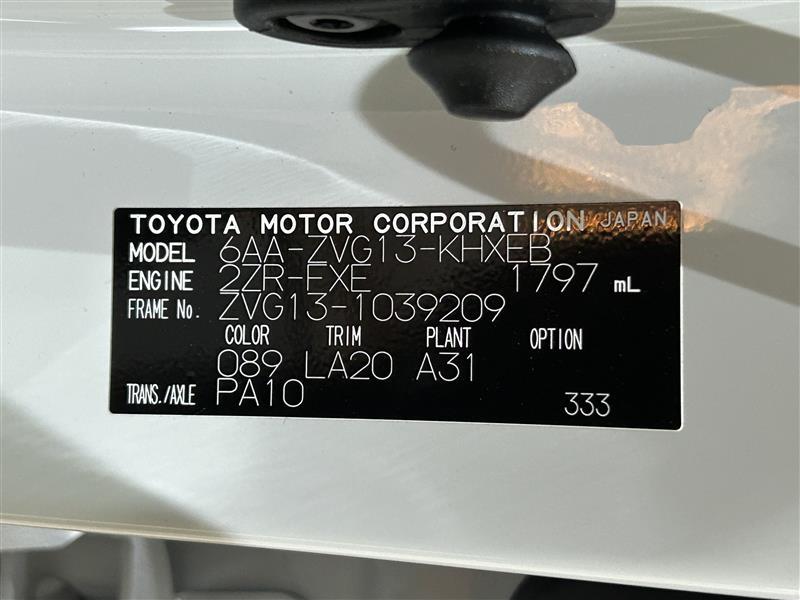 TOYOTA MOTOR CORPORATION JAPAN
MODEL 6AA-ZVG13-KHXEB
ENGINE 2ZR-FXE 1797 mL
FRAME No. ZVG13-1039209
COLOR TRIM PLANT OPTION
089 LA20 A31
TRANS./AXLE PA10 333